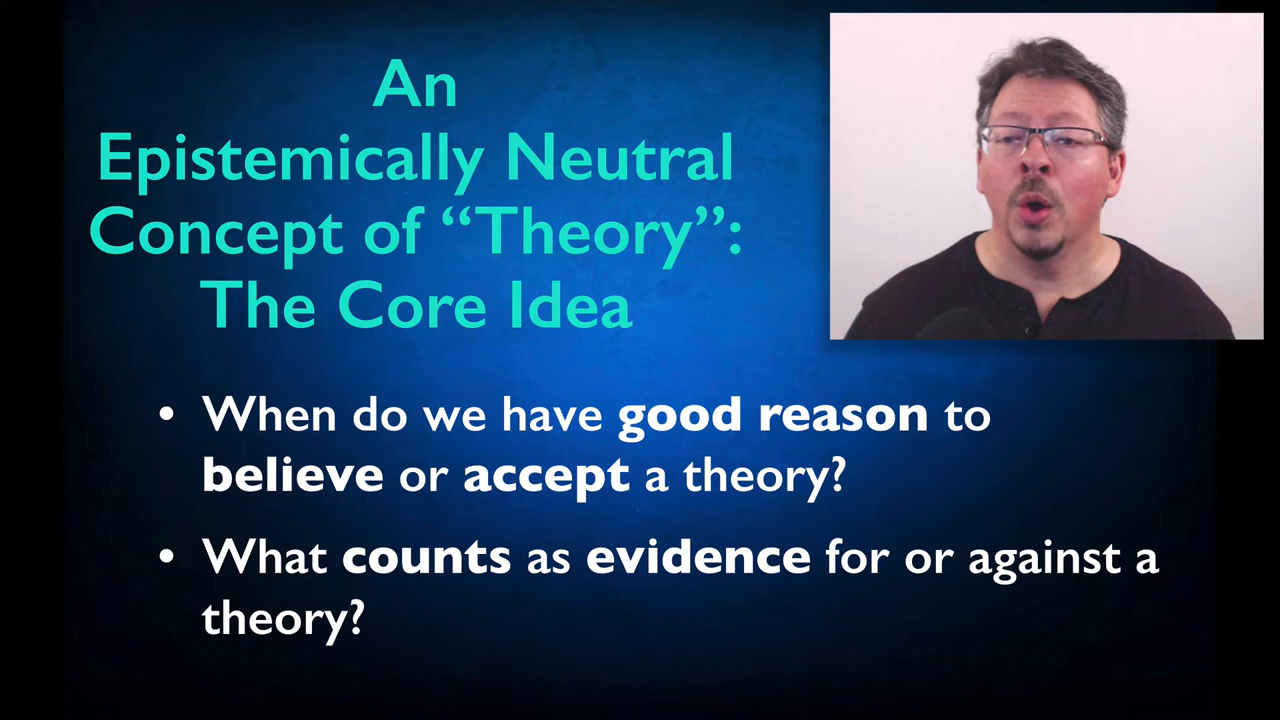 An
Epistemically Neutral
Concept of “Theory”:
The Core Idea
• When do we have good reason to
believe or accept a theory?
• What counts as evidence for or against a
theory?